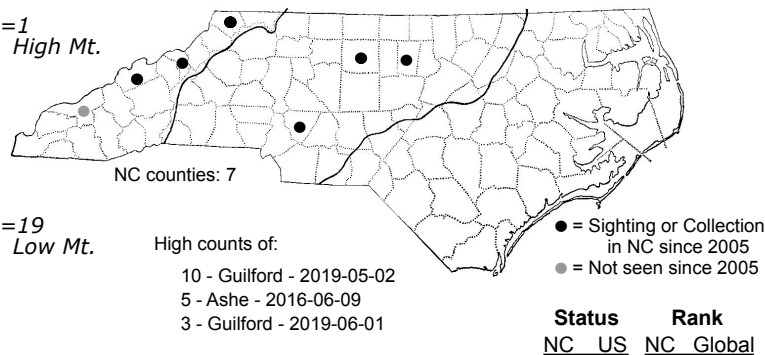 =1
High Mt.
NC counties: 7
=19
Low Mt.
High counts of:
10 - Guilford - 2019-05-02
5 - Ashe - 2016-06-09
3 - Guilford - 2019-06-01
= Sighting or Collection
in NC since 2005
= Not seen since 2005
Status Rank
NC US NC Global